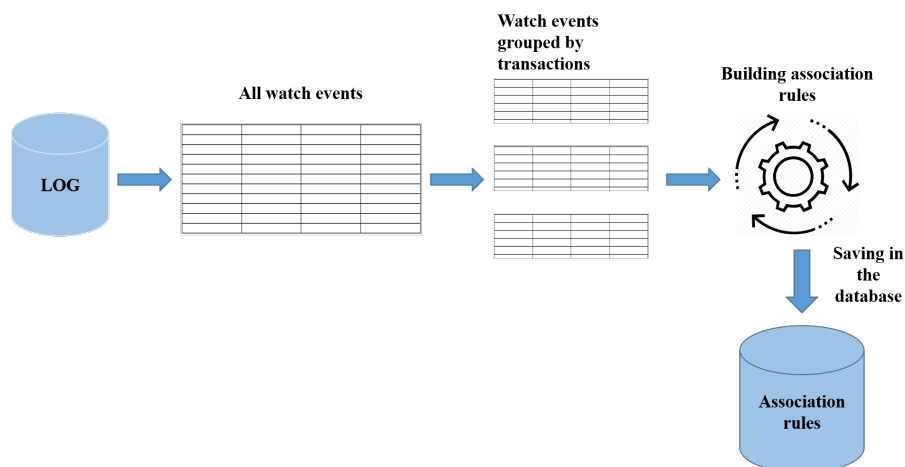 LOG
All watch events
Watch events
grouped by
transactions
Building association
rules
Saving in
the
database
Association
rules